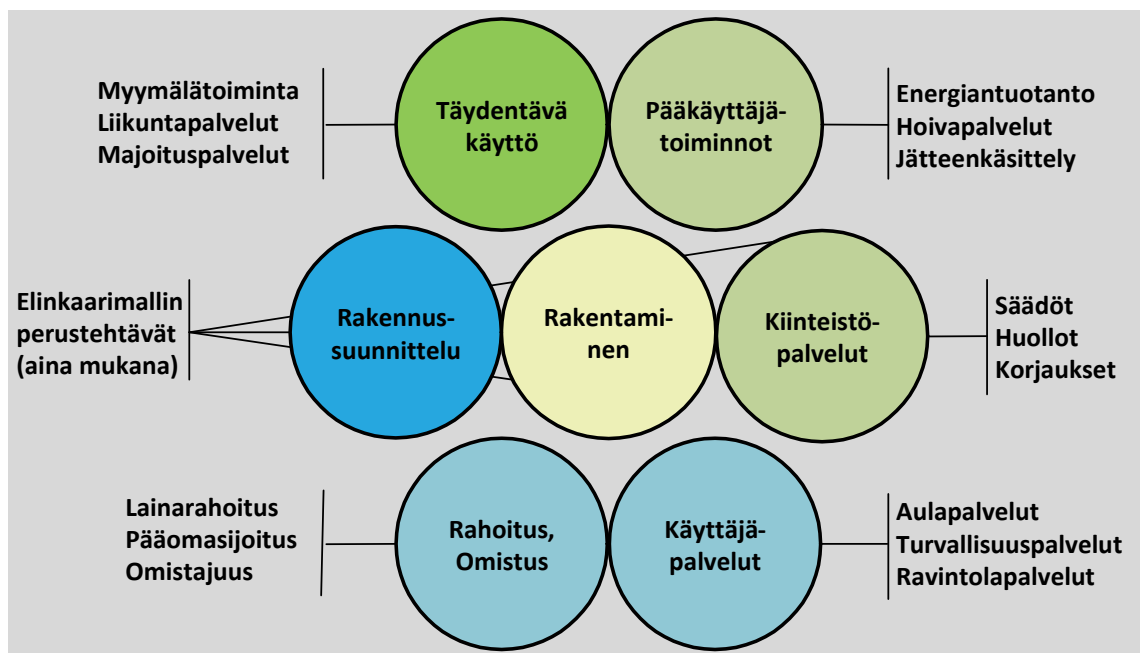 Myymälätoiminta
Liikuntapalvelut
Majoituspalvelut
Täydentävä
käyttö
Pääkäyttäjä-
toiminnot
Energiantuotanto
Hoivapalvelut
Jätteenkäsittely
Elinkaarimallin
perustehtävät
(aina mukana)
Rakennus-
suunnittelu
Rakentami-
nen
Kiinteistö-
palvelut
Säädöt
Huollot
Korjaukset
Lainarahoitus
Pääomasijoitus
Omistajuus
Rahoitus,
Omistus
Käyttäjä-
palvelut
Aulapalvelut
Turvallisuuspalvelut
Ravintolapalvelut